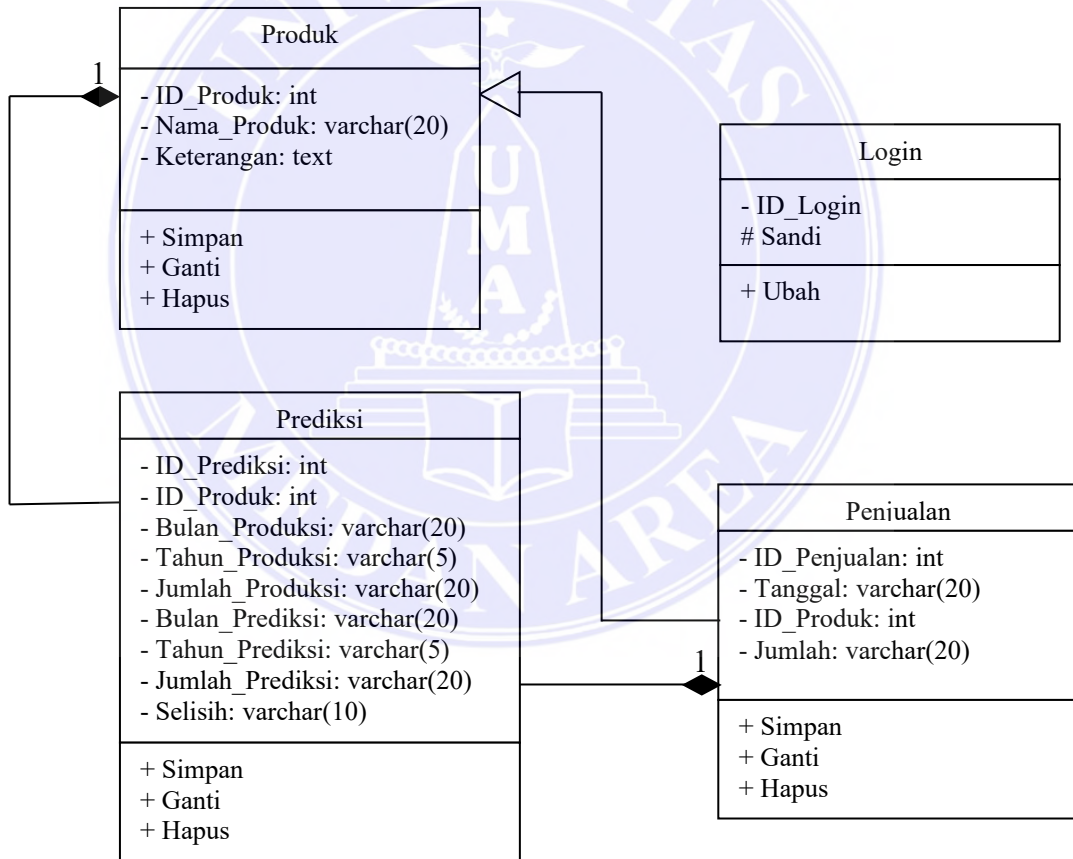 Produk
1
- ID_Produk: int
- Nama_Produk: varchar(20)
- Keterangan: text
+ Simpan
+ Ganti
+ Hapus
Login
- ID_Login
# Sandi
+ Ubah
Prediksi
- ID_Prediksi: int
- ID_Produk: int
- Bulan_Produksi: varchar(20)
- Tahun_Produksi: varchar(5)
- Jumlah_Produksi: varchar(20)
- Bulan_Prediksi: varchar(20)
- Tahun_Prediksi: varchar(5)
- Jumlah_Prediksi: varchar(20)
- Selisih: varchar(10)
+ Simpan
+ Ganti
+ Hapus
Penjualan
- ID_Penjualan: int
- Tanggal: varchar(20)
- ID_Produk: int
- Jumlah: varchar(20)
1
+ Simpan
+ Ganti
+ Hapus
UMA
MEDAN AREA